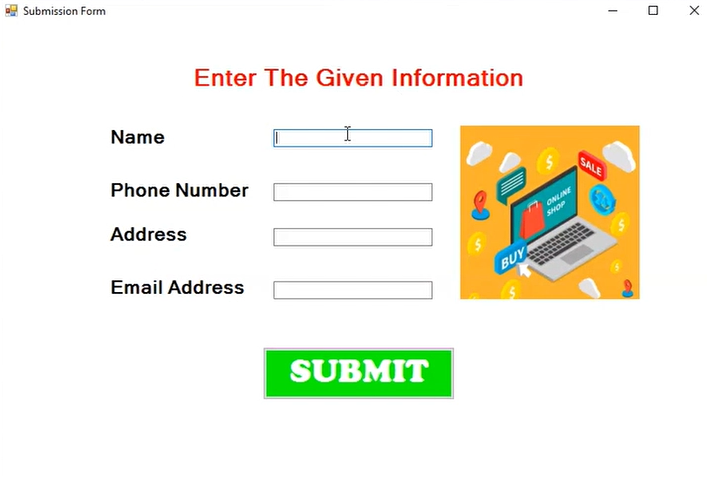 Submission Form
Enter The Given Information
Name
Phone Number
Address
Email Address
SALE
ONLINE
SHOP
BUY
SUBMIT